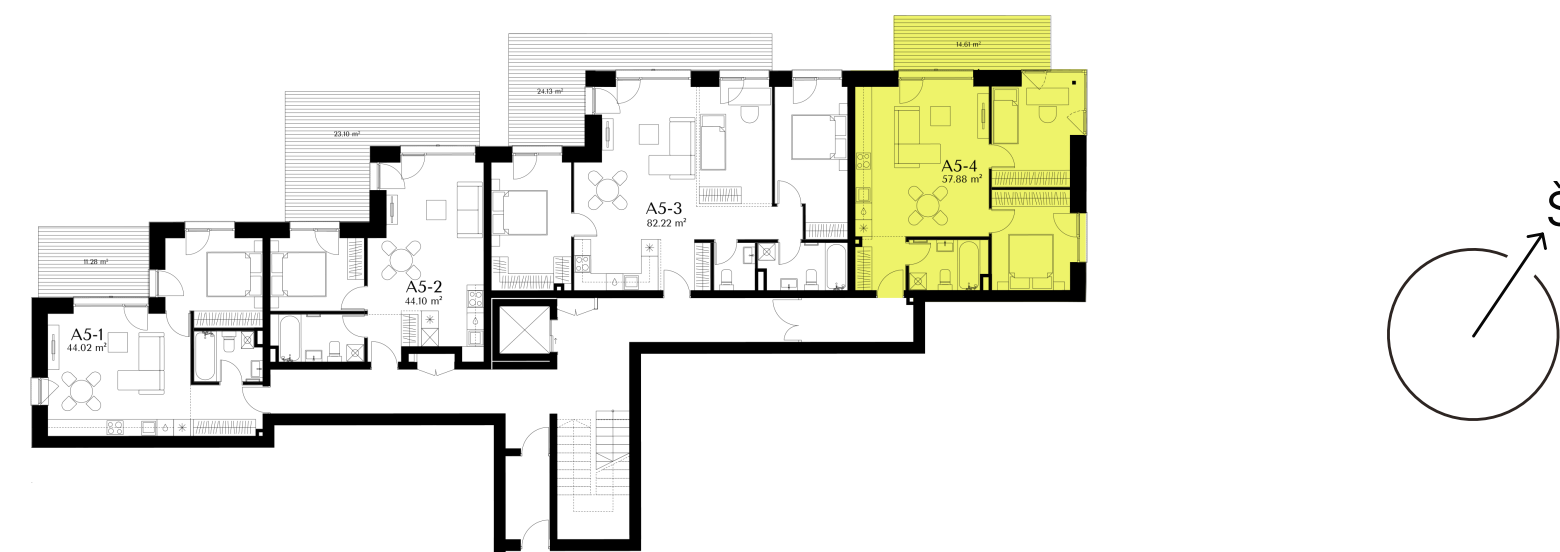 14.61 m²
24.13 m²
23.10 m²
A5-4
57.88 m²
A5-3
82.22 m²
Š
11.28 m²
A5-2
44.10 m²
A5-1
44.02 m²